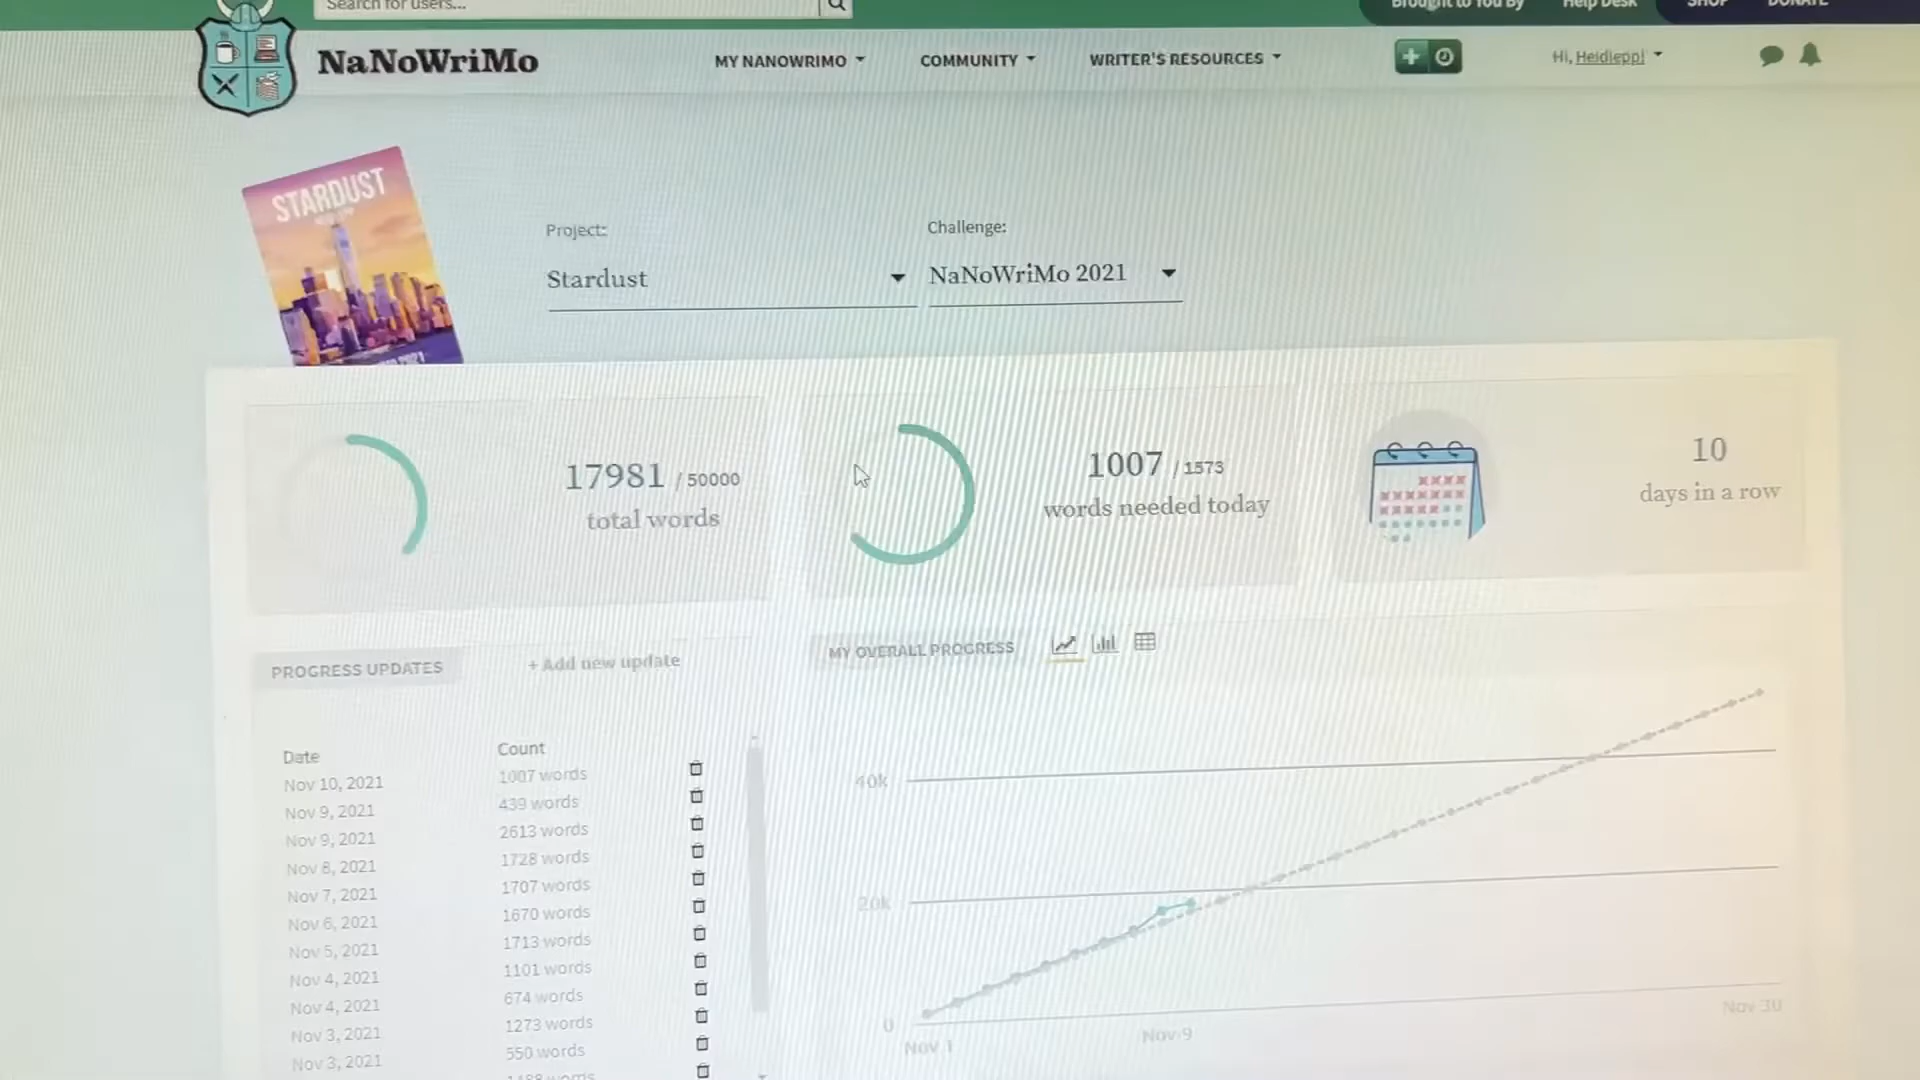 Search for users...
Brought to You By
Help Desk
SHOP
DONATE
NaNoWriMo
MY NANOWRIMO
COMMUNITY
WRITER'S RESOURCES
Hi, Heidieppl
STARDUST
Project:
Challenge:
Stardust
NaNoWriMo 2021
17981 / 50000
total words
1007 / 1573
words needed today
10
days in a row
PROGRESS UPDATES
+ Add new update
MY OVERALL PROGRESS
Date Count
Nov 10, 2021 1007 words
Nov 9, 2021 439 words
Nov 9, 2021 2613 words
Nov 8, 2021 1728 words
Nov 7, 2021 1707 words
Nov 6, 2021 1670 words
Nov 5, 2021 1713 words
Nov 4, 2021 1101 words
Nov 4, 2021 674 words
Nov 3, 2021 1273 words
Nov 3, 2021 550 words
words
40k
20k
0
Nov 1
Nov 9
Nov 30